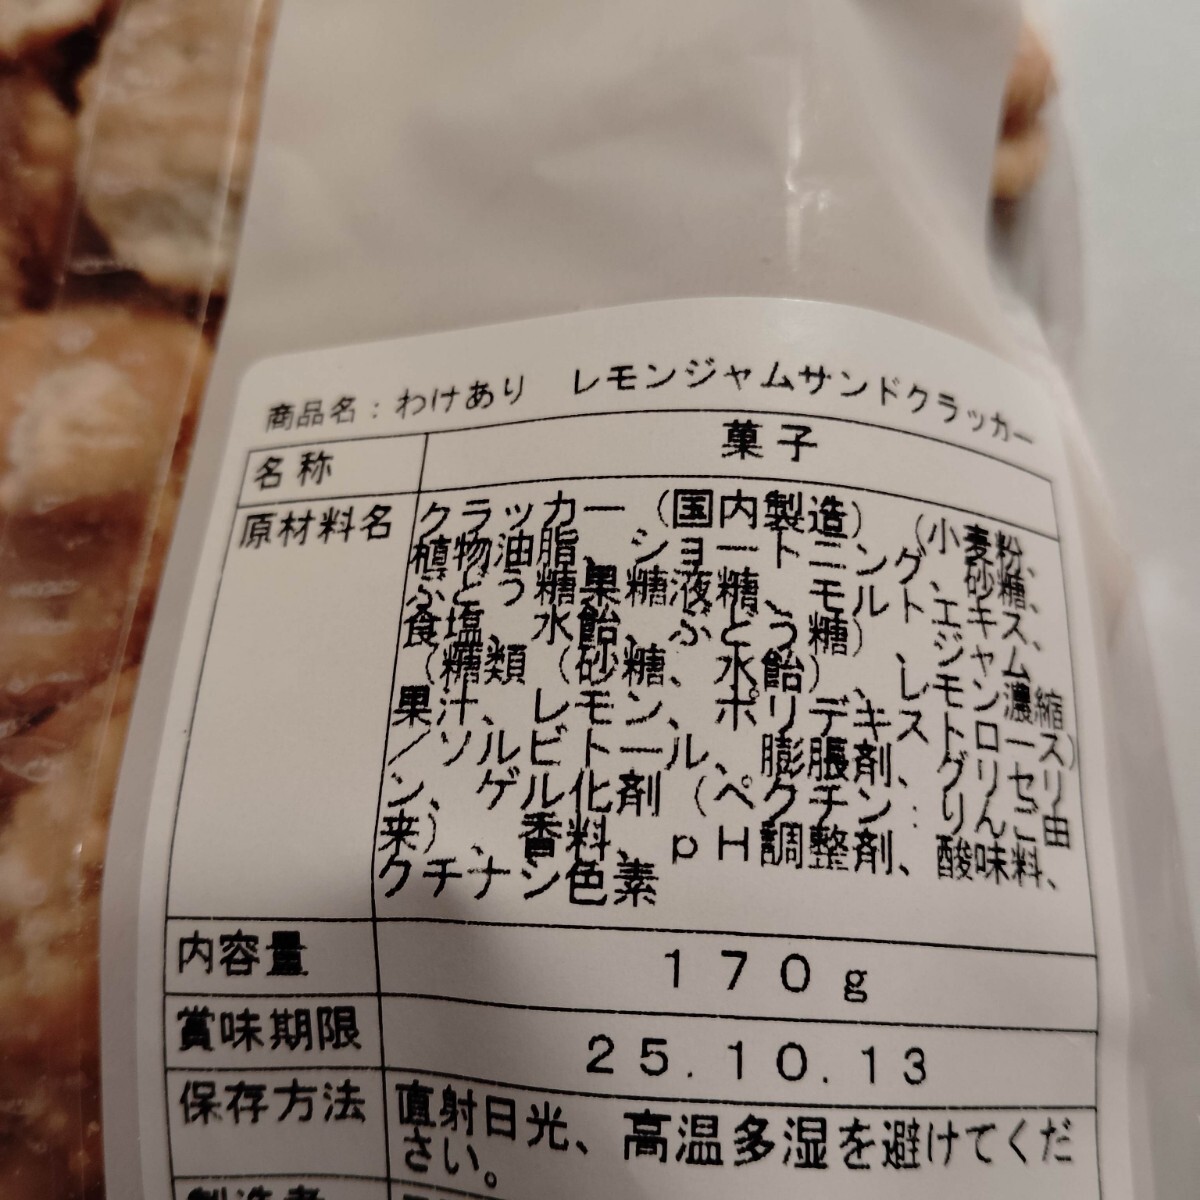 商品名：わけあり　レモンジャムサンドクラッカー
名称
菓子
原材料名
クラッカー（国内製造）（小麦粉、
植物油脂、ショートニング、砂糖、
ぶどう糖果糖液糖、モルトエキス、
食塩、水飴、ぶどう糖）、ジャム
（糖類（砂糖、水飴）、レモン濃縮
果汁、レモン、ポリデキストロース）
／ソルビトール、膨脹剤、グリセリ
ン、ゲル化剤（ペクチン：りんご由
来）、香料、ｐＨ調整剤、酸味料、
クチナシ色素
内容量
１７０ｇ
賞味期限
２５．１０．１３
保存方法
直射日光、高温多湿を避けてくだ
さい。
製造者